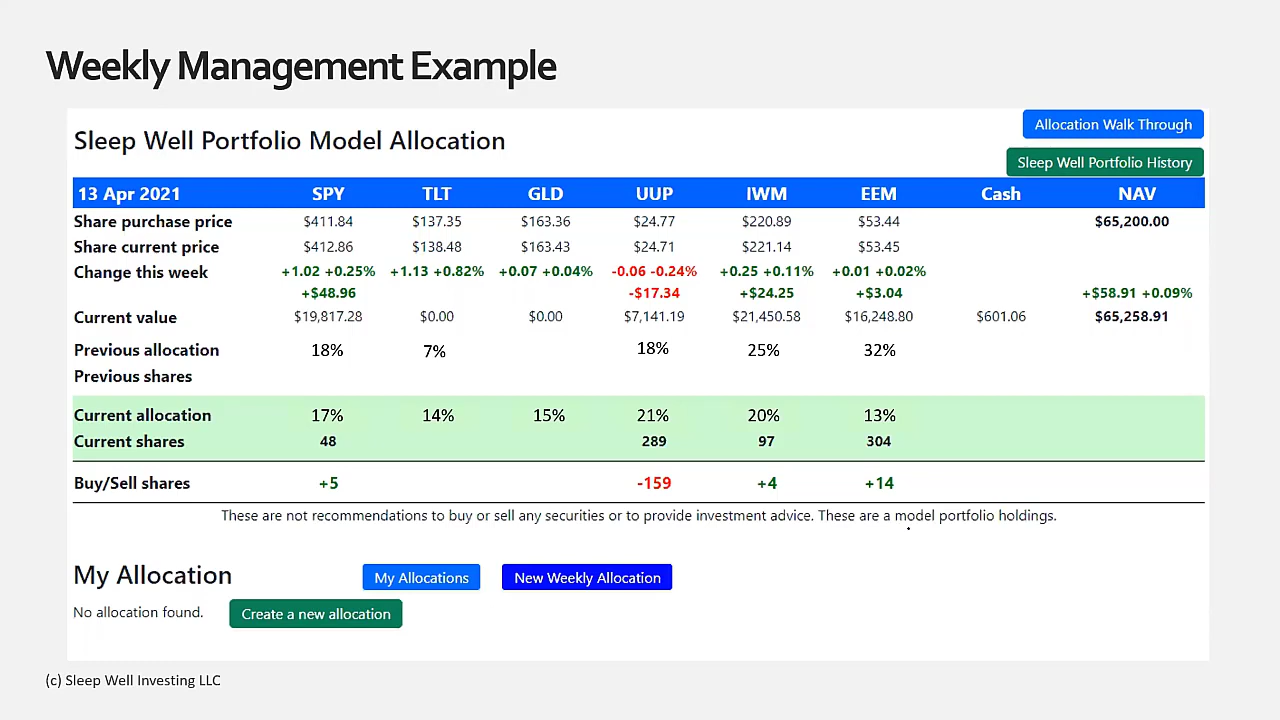 Weekly Management Example
Allocation Walk Through
Sleep Well Portfolio Model Allocation
Sleep Well Portfolio History
13 Apr 2021 SPY TLT GLD UUP IWM EEM Cash NAV
Share purchase price $411.84 $137.35 $163.36 $24.77 $220.89 $53.44 $65,200.00
Share current price $412.86 $138.48 $163.43 $24.71 $221.14 $53.45
Change this week +1.02 +0.25% +1.13 +0.82% +0.07 +0.04% -0.06 -0.24% +0.25 +0.11% +0.01 +0.02%
+$48.96 -$17.34 +$24.25 +$3.04 +$58.91 +0.09%
Current value $19,817.28 $0.00 $0.00 $7,141.19 $21,450.58 $16,248.80 $601.06 $65,258.91
Previous allocation 18% 7% 18% 25% 32%
Previous shares
Current allocation 17% 14% 15% 21% 20% 13%
Current shares 48 289 97 304
Buy/Sell shares +5 -159 +4 +14
These are not recommendations to buy or sell any securities or to provide investment advice. These are a model portfolio holdings.
My Allocation My Allocations New Weekly Allocation
No allocation found. Create a new allocation
(c) Sleep Well Investing LLC